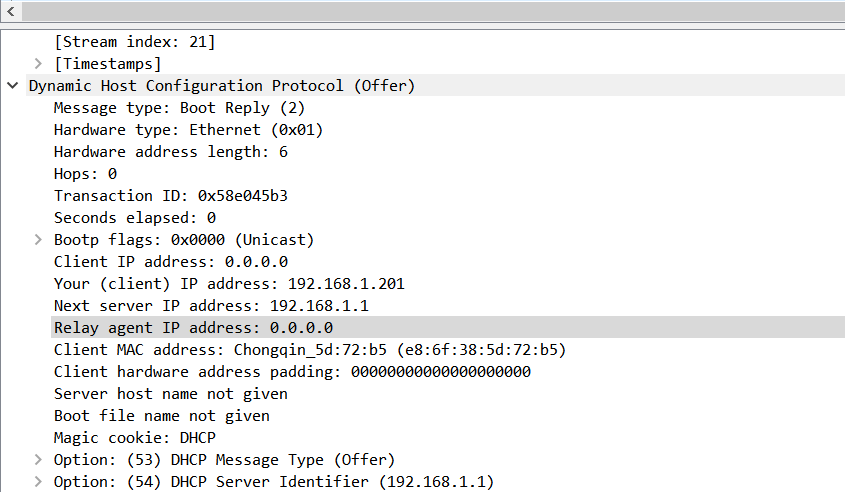 [Stream index: 21]
[Timestamps]
Dynamic Host Configuration Protocol (Offer)
Message type: Boot Reply (2)
Hardware type: Ethernet (0x01)
Hardware address length: 6
Hops: 0
Transaction ID: 0x58e045b3
Seconds elapsed: 0
Bootp flags: 0x0000 (Unicast)
Client IP address: 0.0.0.0
Your (client) IP address: 192.168.1.201
Next server IP address: 192.168.1.1
Relay agent IP address: 0.0.0.0
Client MAC address: Chongqin_5d:72:b5 (e8:6f:38:5d:72:b5)
Client hardware address padding: 00000000000000000000
Server host name not given
Boot file name not given
Magic cookie: DHCP
Option: (53) DHCP Message Type (Offer)
Option: (54) DHCP Server Identifier (192.168.1.1)